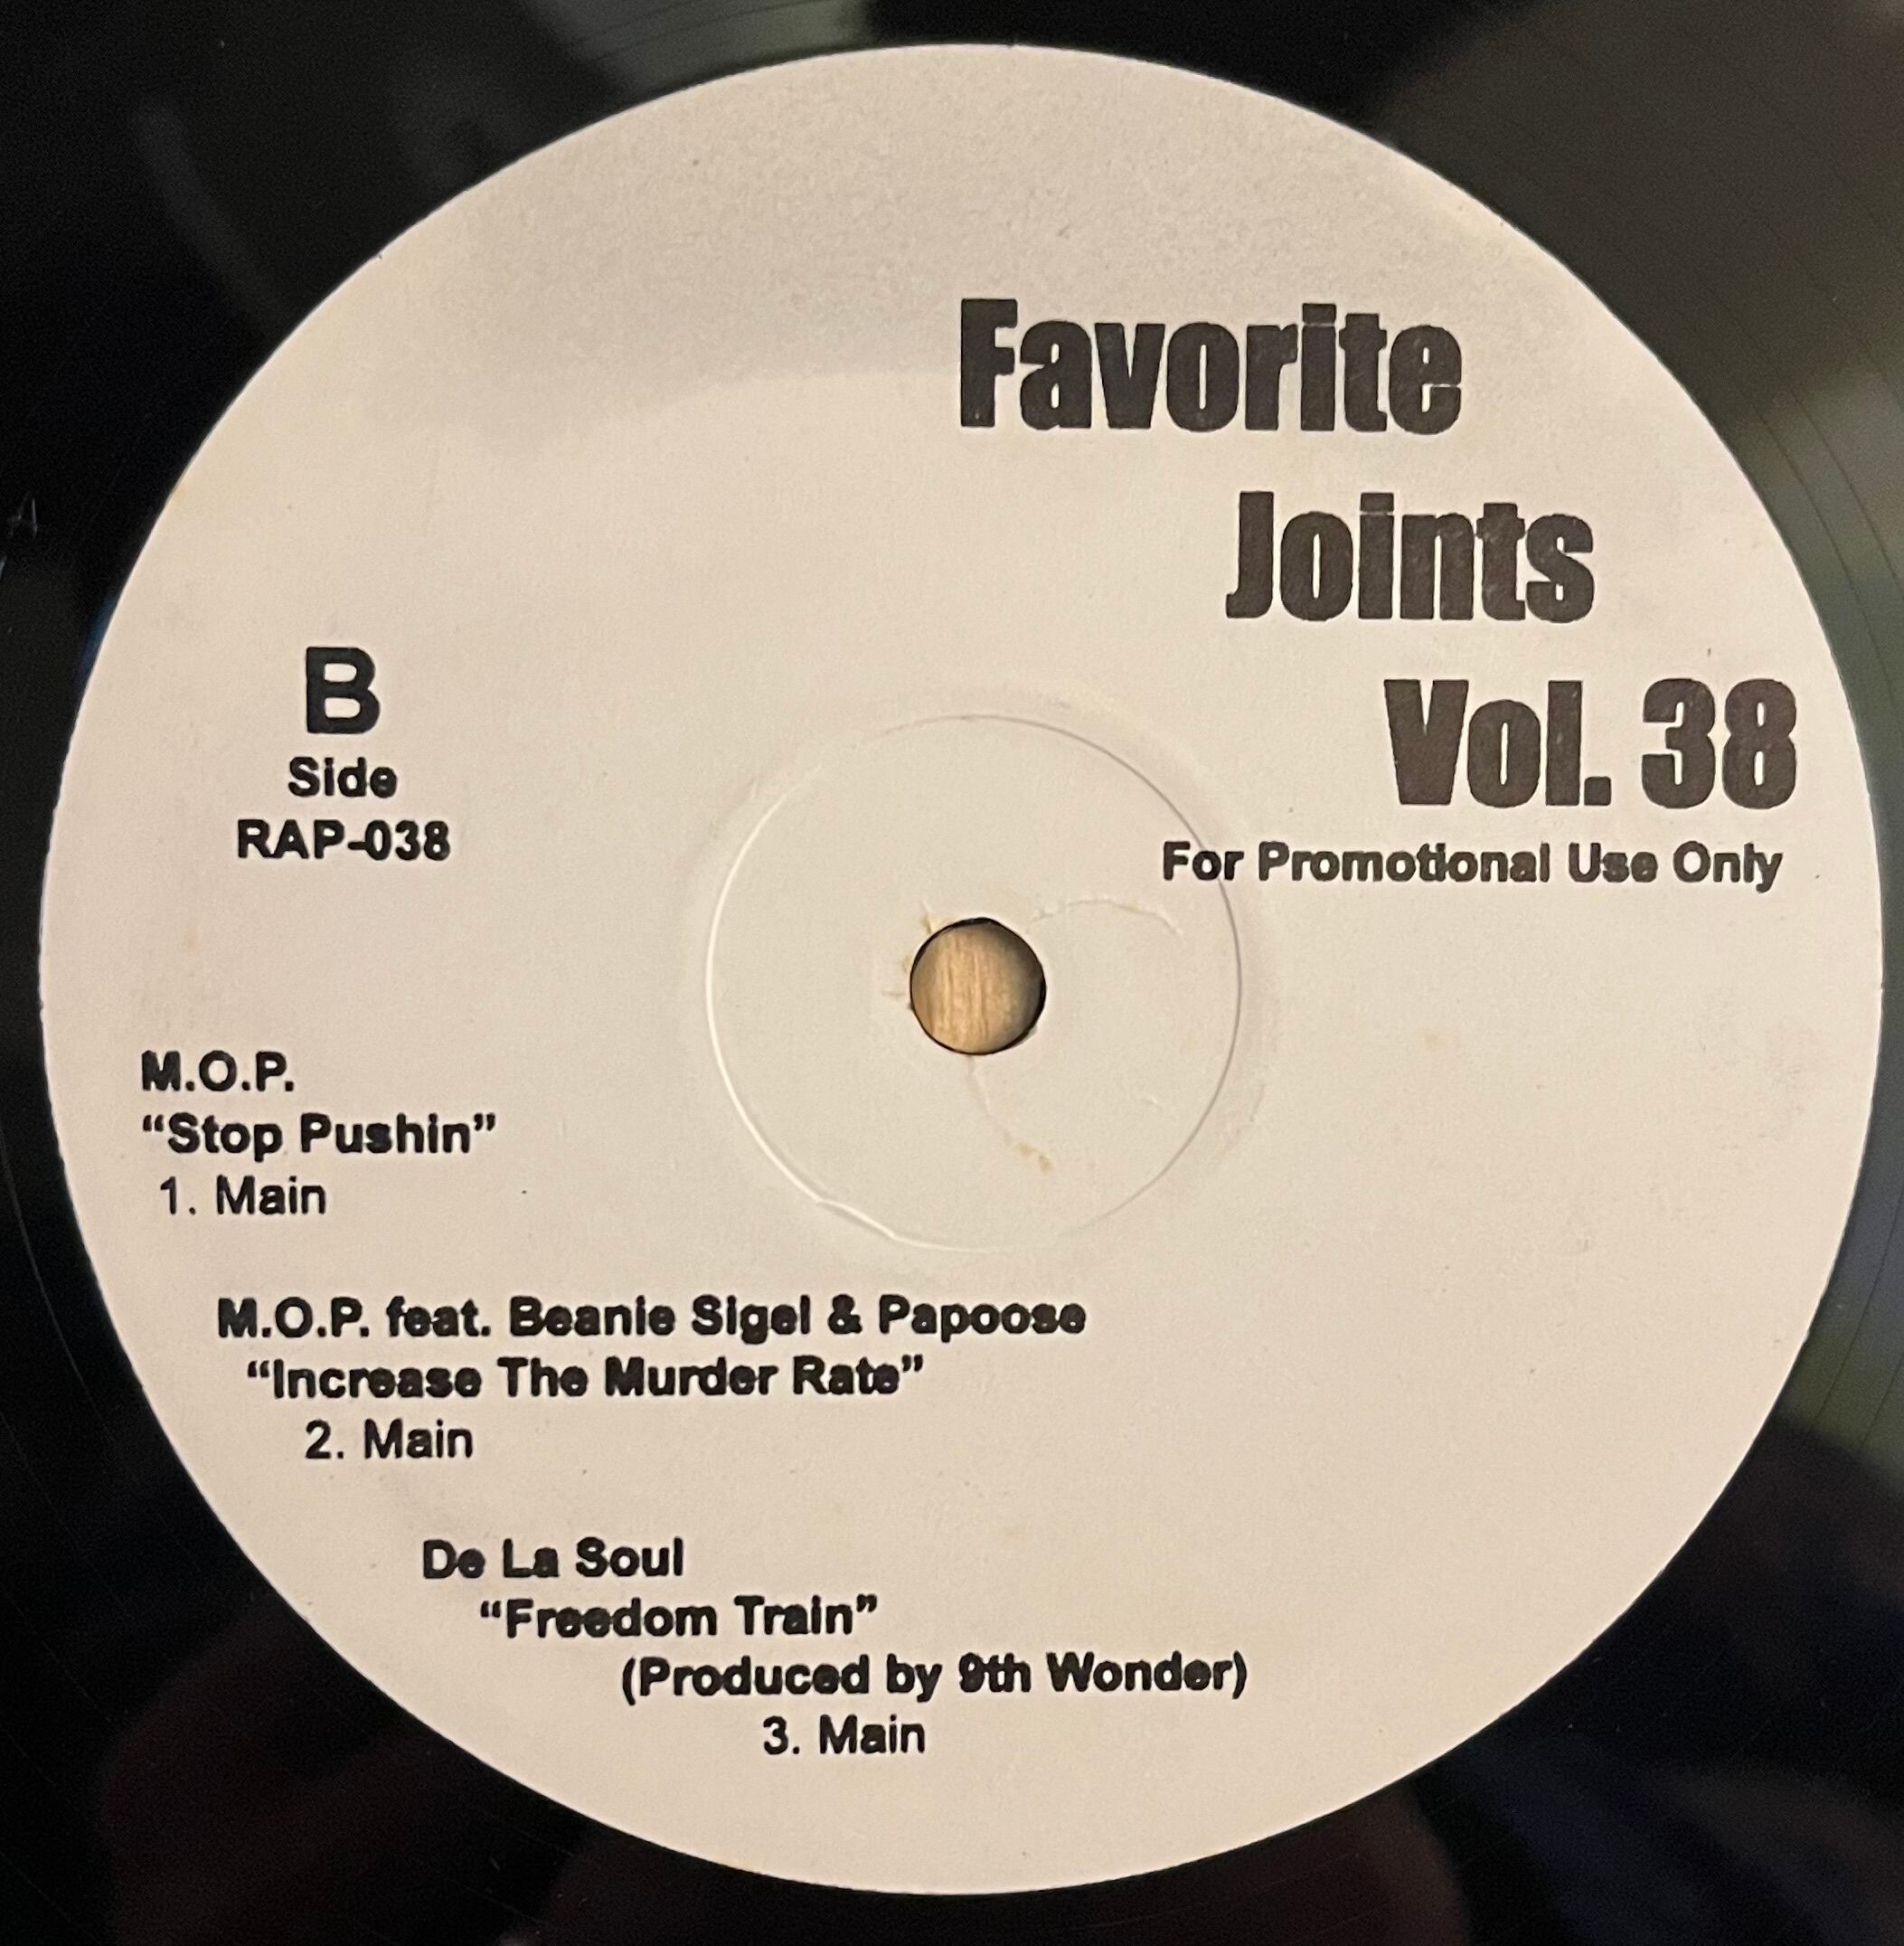 Favorite
Joints
Vol. 38
For Promotional Use Only
B
Side
RAP-038
M.O.P.
“Stop Pushin”
1. Main
M.O.P. feat. Beanie Sigel & Papoose
“Increase The Murder Rate”
2. Main
De La Soul
“Freedom Train”
(Produced by 9th Wonder)
3. Main